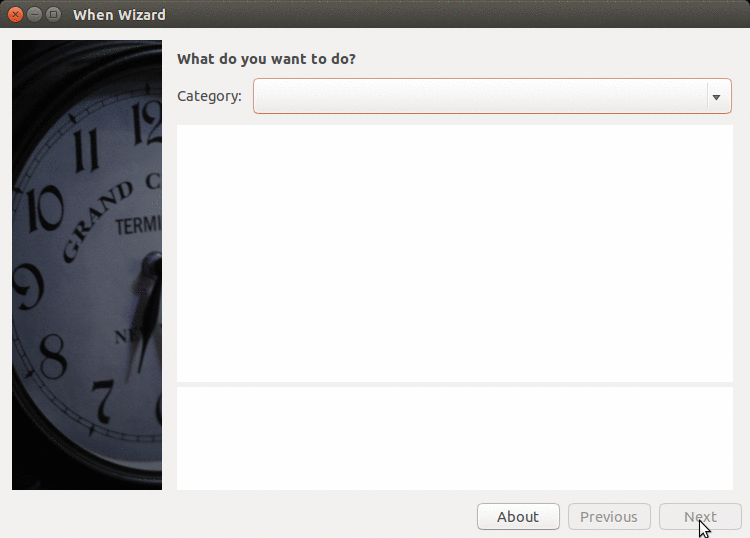 When Wizard
What do you want to do?
Category:
12
11
10
9
8
7
GRAND C
TERMI
About
Previous
Next